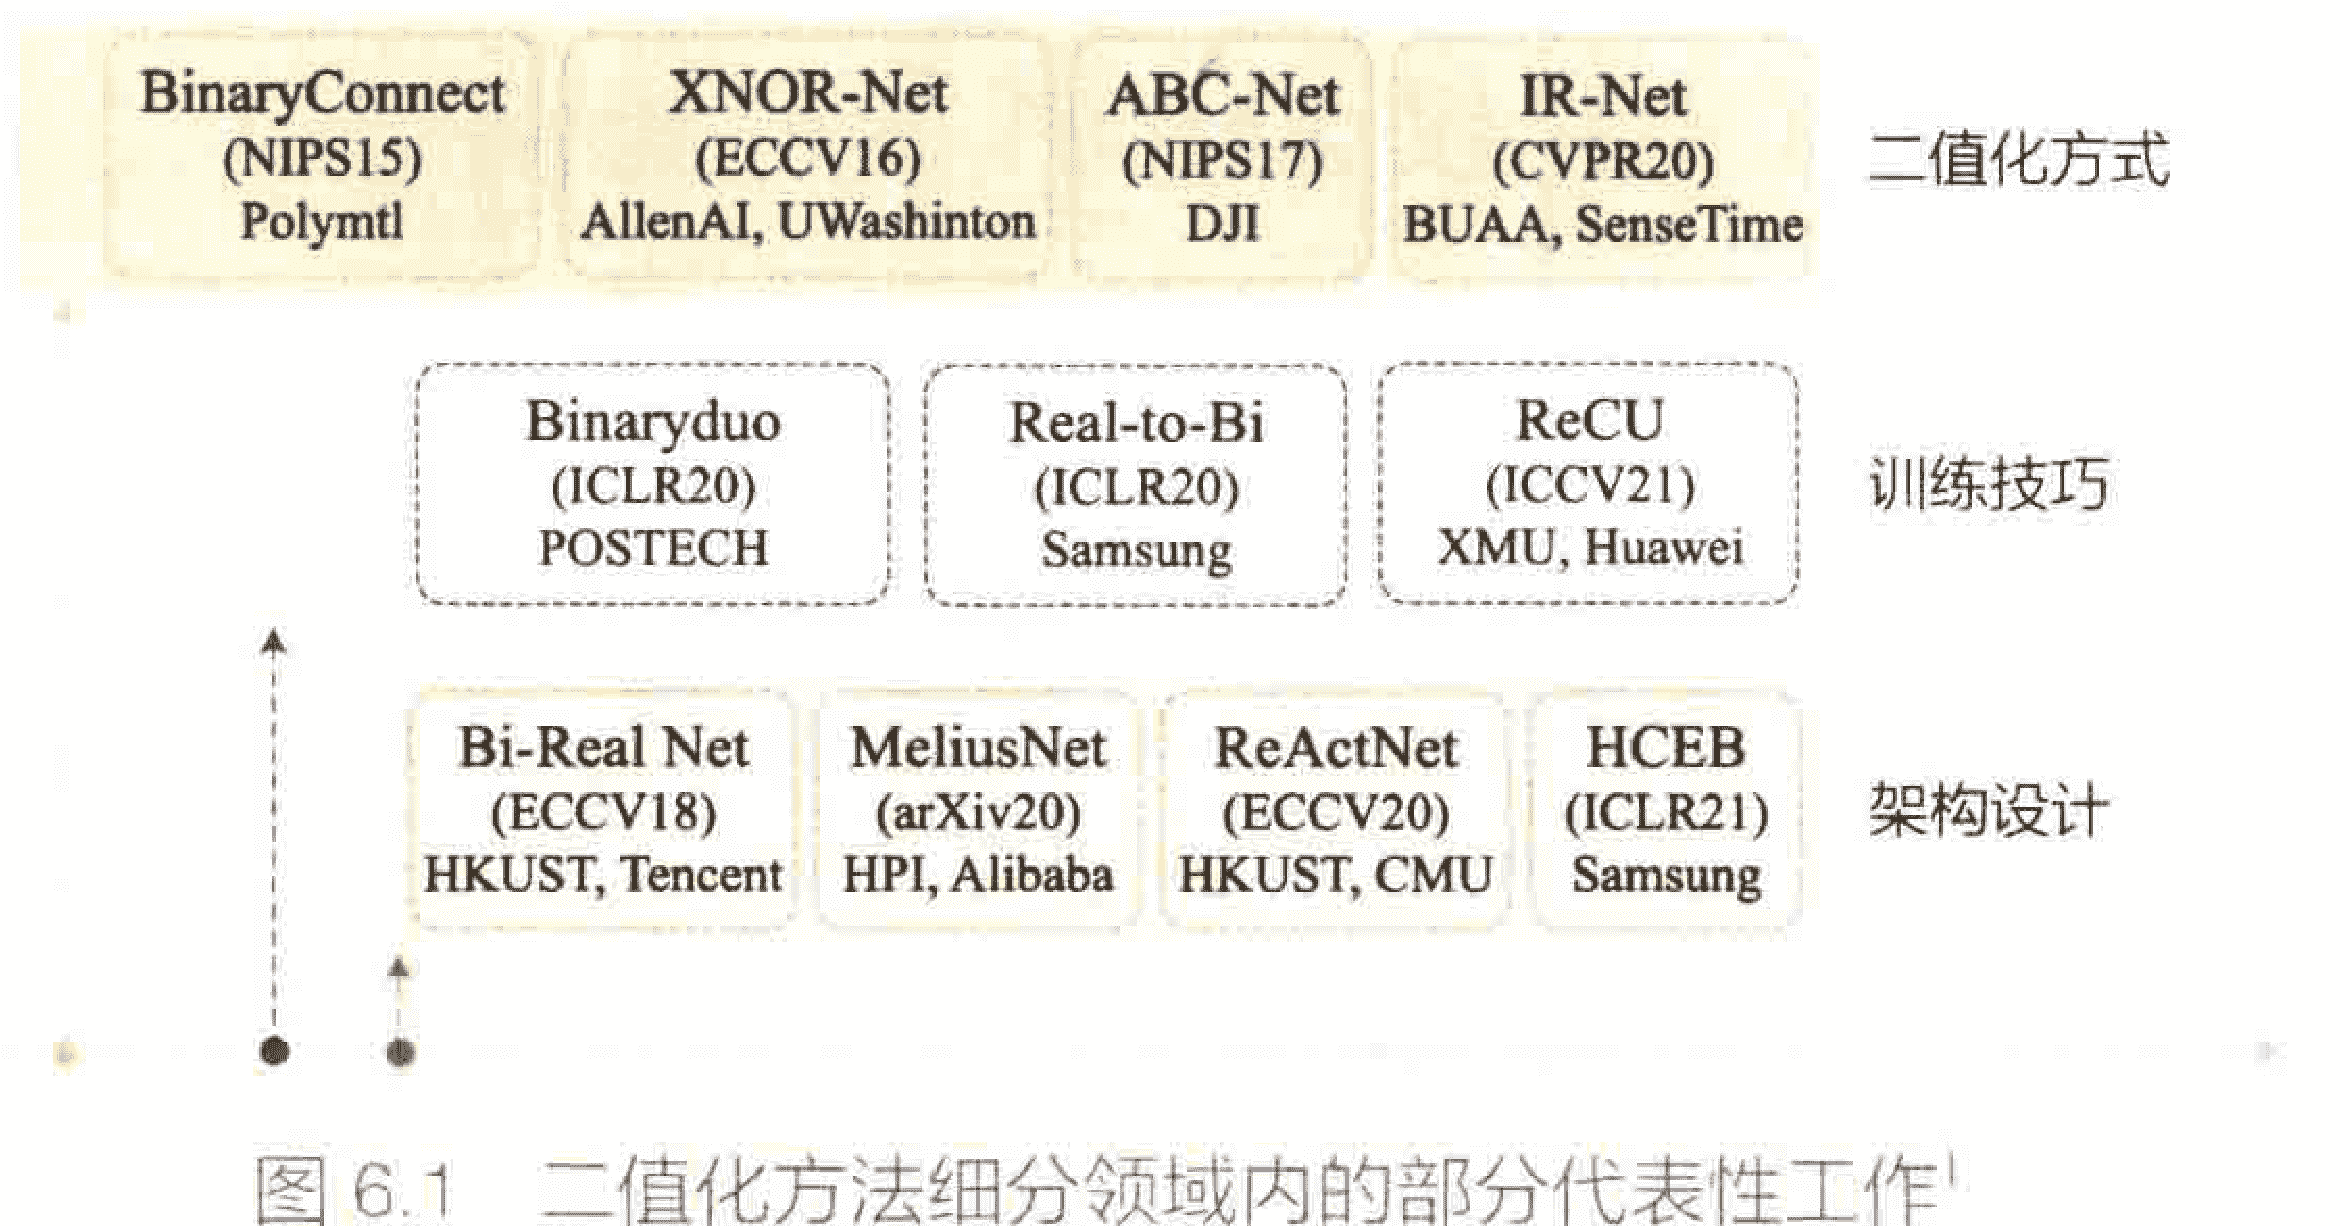 BinaryConnect
(NIPS15)
Polymtl
XNOR-Net
(ECCV16)
AllenAI, UWashinton
ABC-Net
(NIPS17)
DJI
IR-Net
(CVPR20)
BUAA, SenseTime
二值化方式
Binaryduo
(ICLR20)
POSTECH
Real-to-Bi
(ICLR20)
Samsung
ReCU
(ICCV21)
XMU, Huawei
训练技巧
Bi-Real Net
(ECCV18)
HKUST, Tencent
MeliusNet
(arXiv20)
HPI, Alibaba
ReActNet
(ECCV20)
HKUST, CMU
HCEB
(ICLR21)
Samsung
架构设计
图 6.1 二值化方法细分领域内的部分代表性工作¹